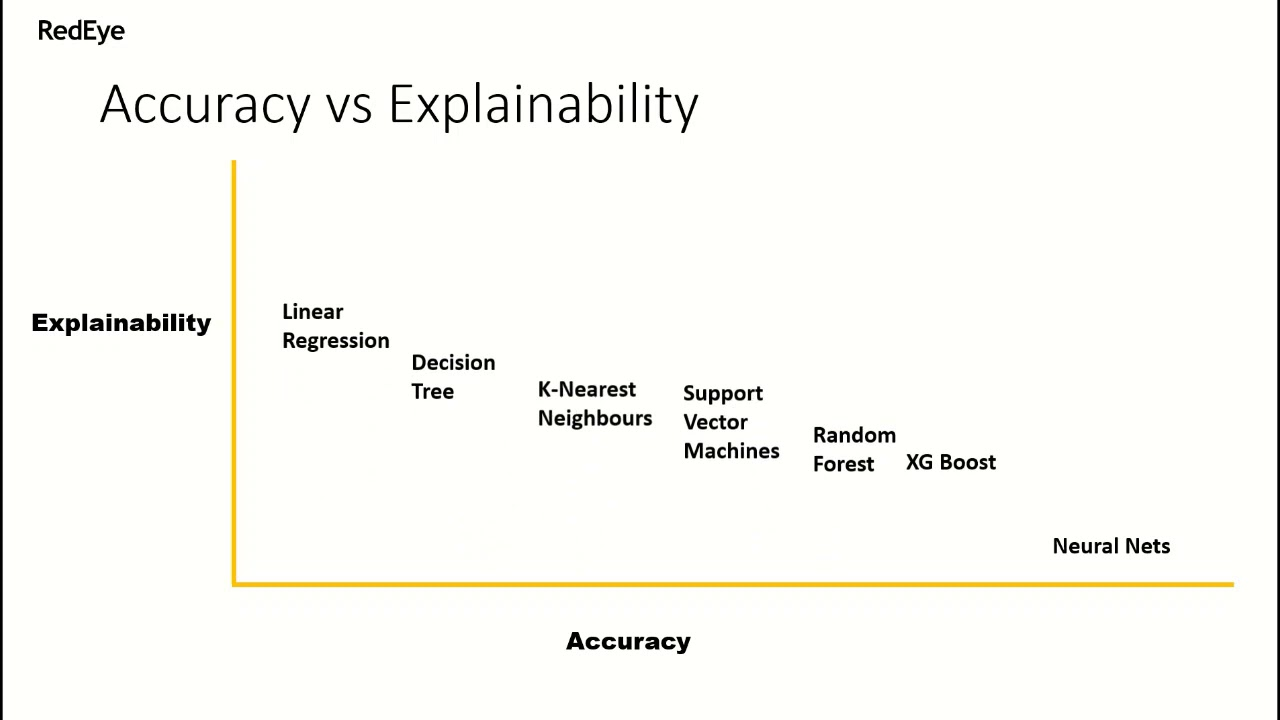 RedEye
Accuracy vs Explainability
Explainability
Linear
Regression
Decision
Tree
K-Nearest
Neighbours
Support
Vector
Machines
Random
Forest
XG Boost
Neural Nets
Accuracy